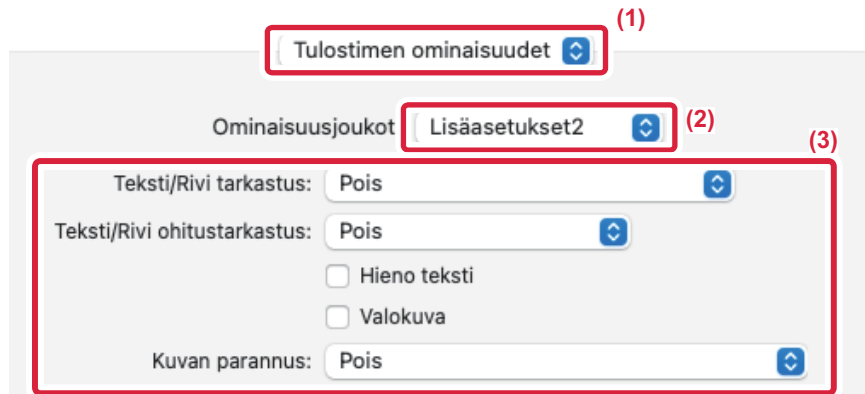 (1)
Tulostimen ominaisuudet
Ominaisuusjoukot Lisäasetukset2 (2)
(3)
Teksti/Rivi tarkastus: Pois
Teksti/Rivi ohitustarkastus: Pois
Hieno teksti
Valokuva
Kuvan parannus: Pois